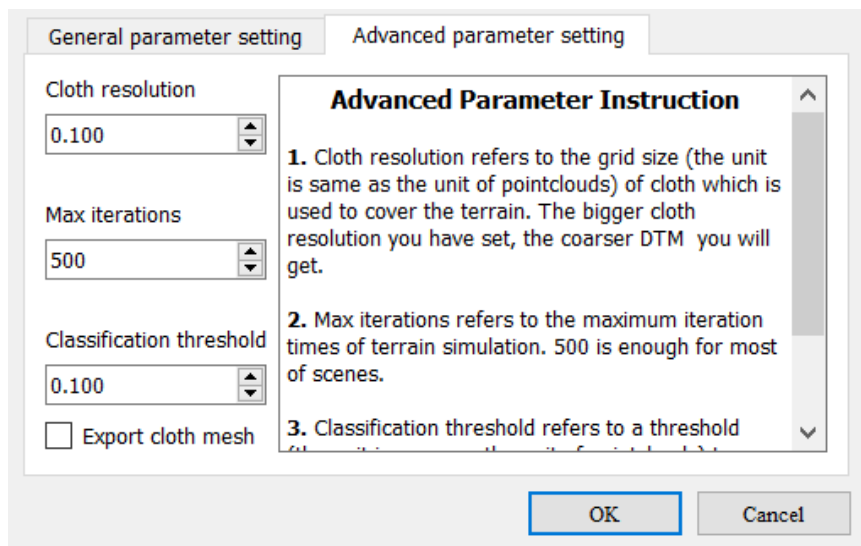 General parameter setting
Advanced parameter setting
Cloth resolution
0.100
Max iterations
500
Classification threshold
0.100
Export cloth mesh
Advanced Parameter Instruction
1. Cloth resolution refers to the grid size (the unit
is same as the unit of pointclouds) of cloth which is
used to cover the terrain. The bigger cloth
resolution you have set, the coarser DTM you will
get.
2. Max iterations refers to the maximum iteration
times of terrain simulation. 500 is enough for most
of scenes.
3. Classification threshold refers to a threshold
OK
Cancel